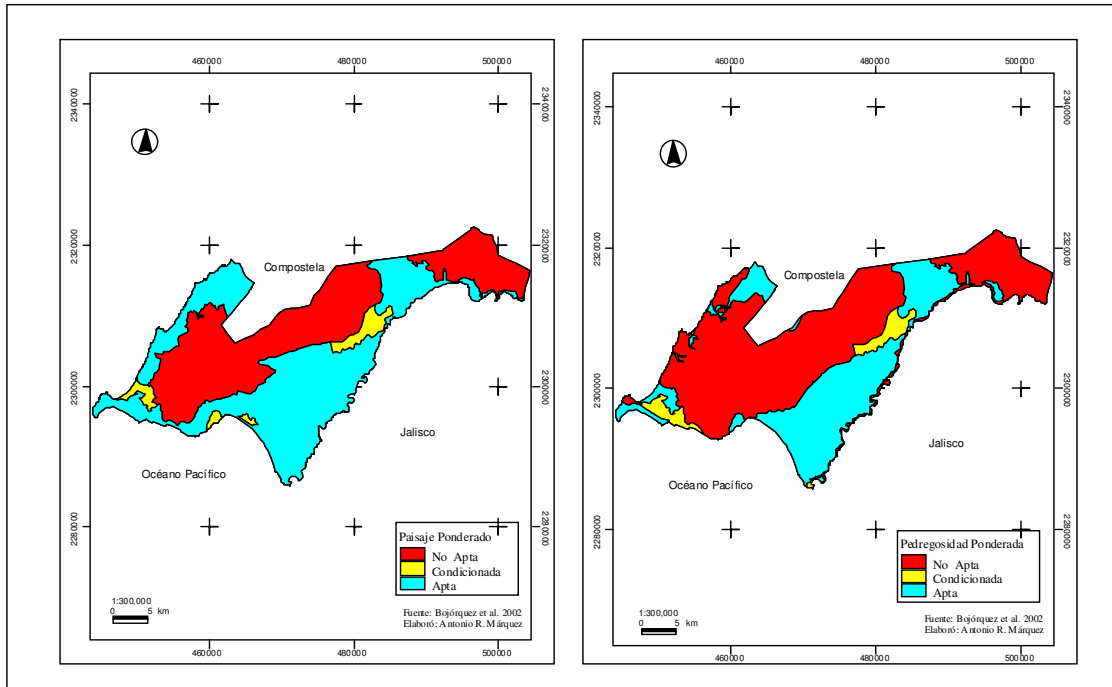 460000 480000 500000
2340000 2340000
2320000 2320000
Compostela
2300000 2300000
Jalisco
Océano Pacífico
2280000 2280000
Paisaje Ponderado
No Apta
Condicionada
Apta
1:300,000
0 5 km
Fuente: Bojórquez et al. 2002
Elaboró: Antonio R. Márquez
460000 480000 500000
460000 480000 500000
2340000 2340000
2320000 2320000
Compostela
2300000 2300000
Jalisco
Océano Pacífico
2280000 2280000
Pedregosidad Ponderada
No Apta
Condicionada
Apta
1:300,000
0 5 km
Fuente: Bojórquez et al. 2002
Elaboró: Antonio R. Márquez
460000 480000 500000